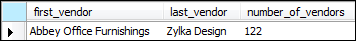 first_vendor last_vendor number_of_vendors
Abbey Office Furnishings Zylka Design 122